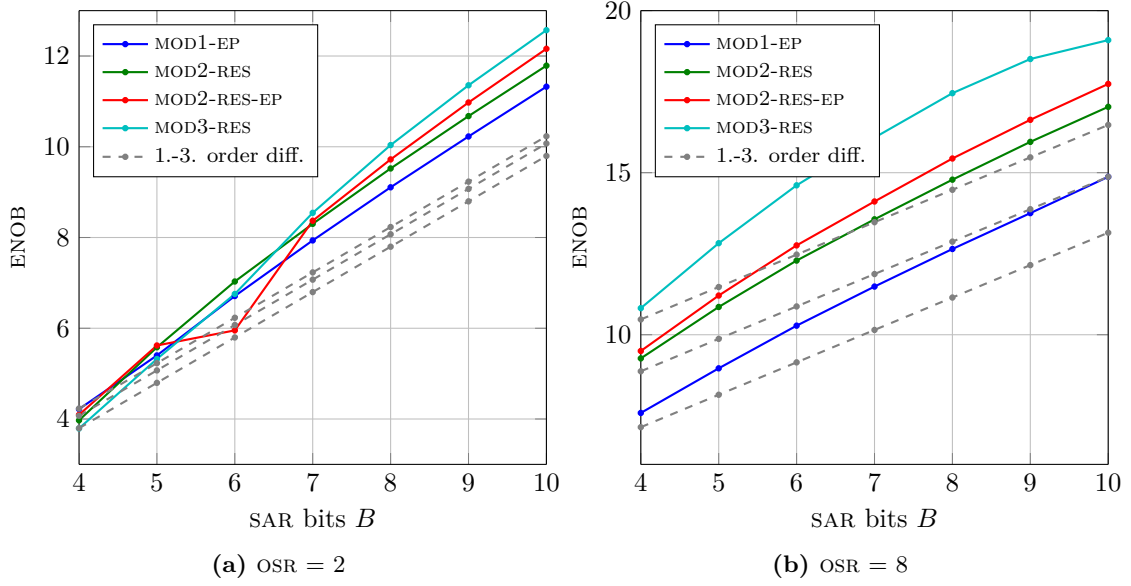 12
10
8
6
4
ENOB
MOD1-EP
MOD2-RES
MOD2-RES-EP
MOD3-RES
1.-3. order diff.
4 5 6 7 8 9 10
SAR bits B
(a) OSR = 2
20
15
10
ENOB
MOD1-EP
MOD2-RES
MOD2-RES-EP
MOD3-RES
1.-3. order diff.
4 5 6 7 8 9 10
SAR bits B
(b) OSR = 8